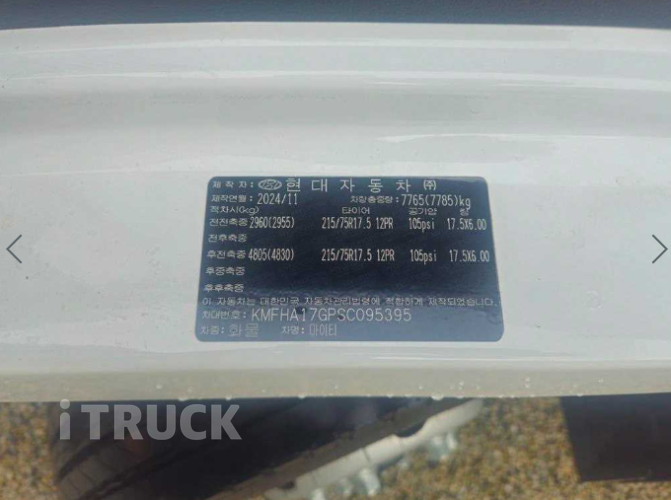 제 작 자 : 현 대 자 동 차 ㈜
제작연월: 2024/11 차량총중량: 7765(7785)kg
적차시(kg) 타이어 공기압 림
전전축중 2960(2955) 215/75R17.5 12PR 105psi 17.5X6.00
전후축중
후전축중 4805(4830) 215/75R17.5 12PR 105psi 17.5X6.00
후중축중
후후축중
이 자동차는 대한민국 자동차관리법령에 적합하게 제작되었습니다
차대번호: KMFHA17GPSC095395
차종: 화물 차명: 마이티
iTRUCK